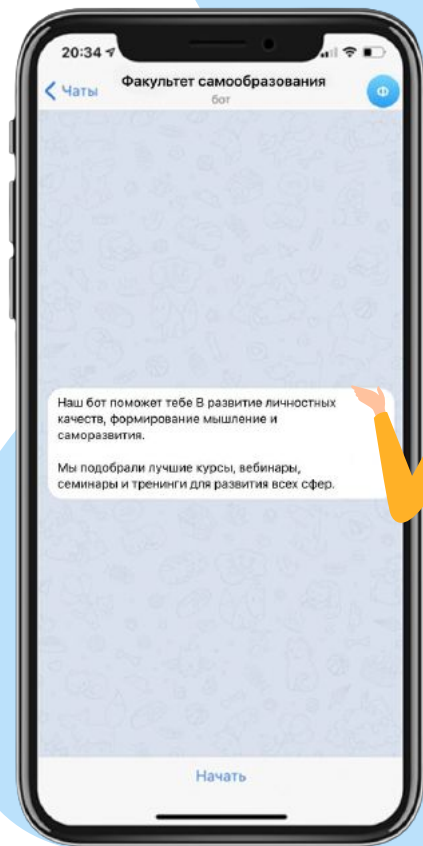 20:34
Чаты
Факультет самообразования
бот
Ф
Наш бот поможет тебе В развитие личностных
качеств, формирование мышление и
саморазвития.
Мы подобрали лучшие курсы, вебинары,
семинары и тренинги для развития всех сфер.
Начать